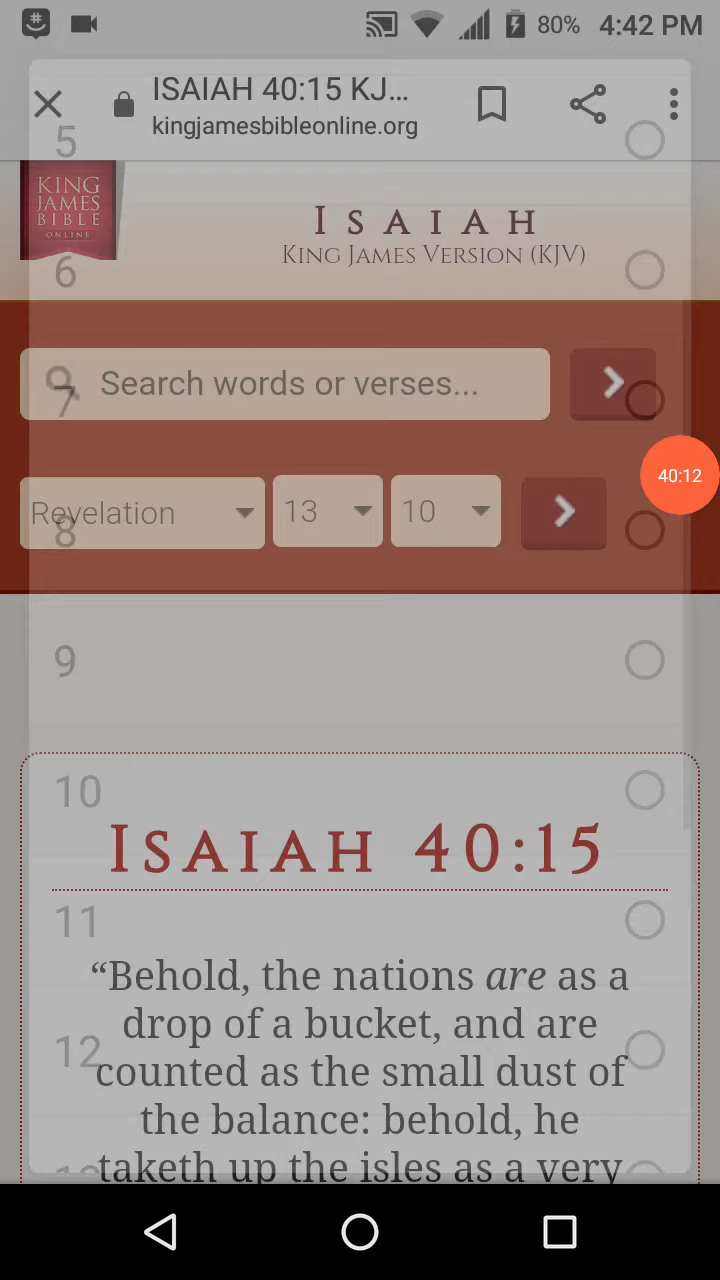 80% 4:42 PM
ISAIAH 40:15 KJ...
kingjamesbibleonline.org
5
KING
JAMES
BIBLE
ONLINE
ISAIAH
KING JAMES VERSION (KJV)
6
Search words or verses...
7
40:12
Revelation 13 10
8
9
10
ISAIAH 40:15
11
“Behold, the nations are as a
drop of a bucket, and are
12
counted as the small dust of
the balance: behold, he
13
taketh up the isles as a very